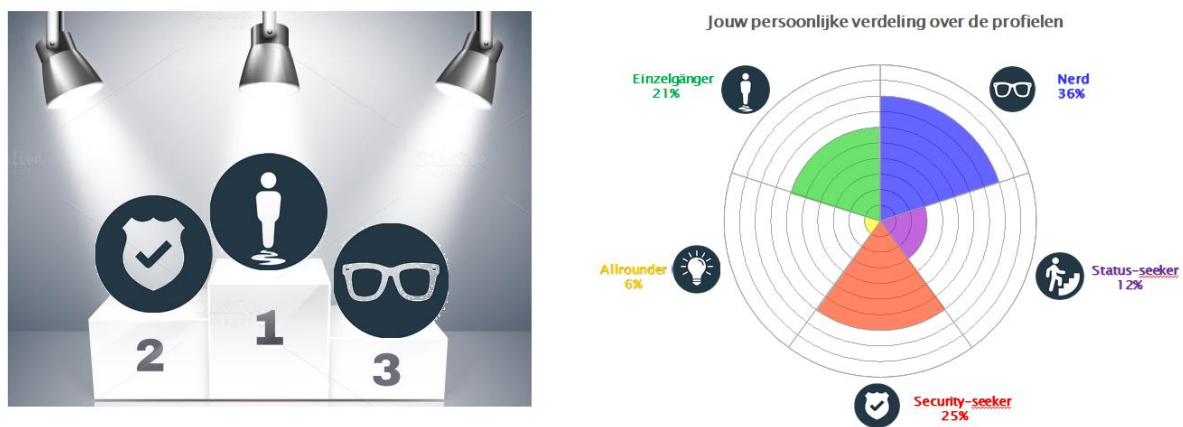 Jouw persoonlijke verdeling over de profielen
Einzelgänger
21%
Nerd
36%
Allrounder
6%
Status-seeker
12%
Security-seeker
25%
1
2
3
Creative